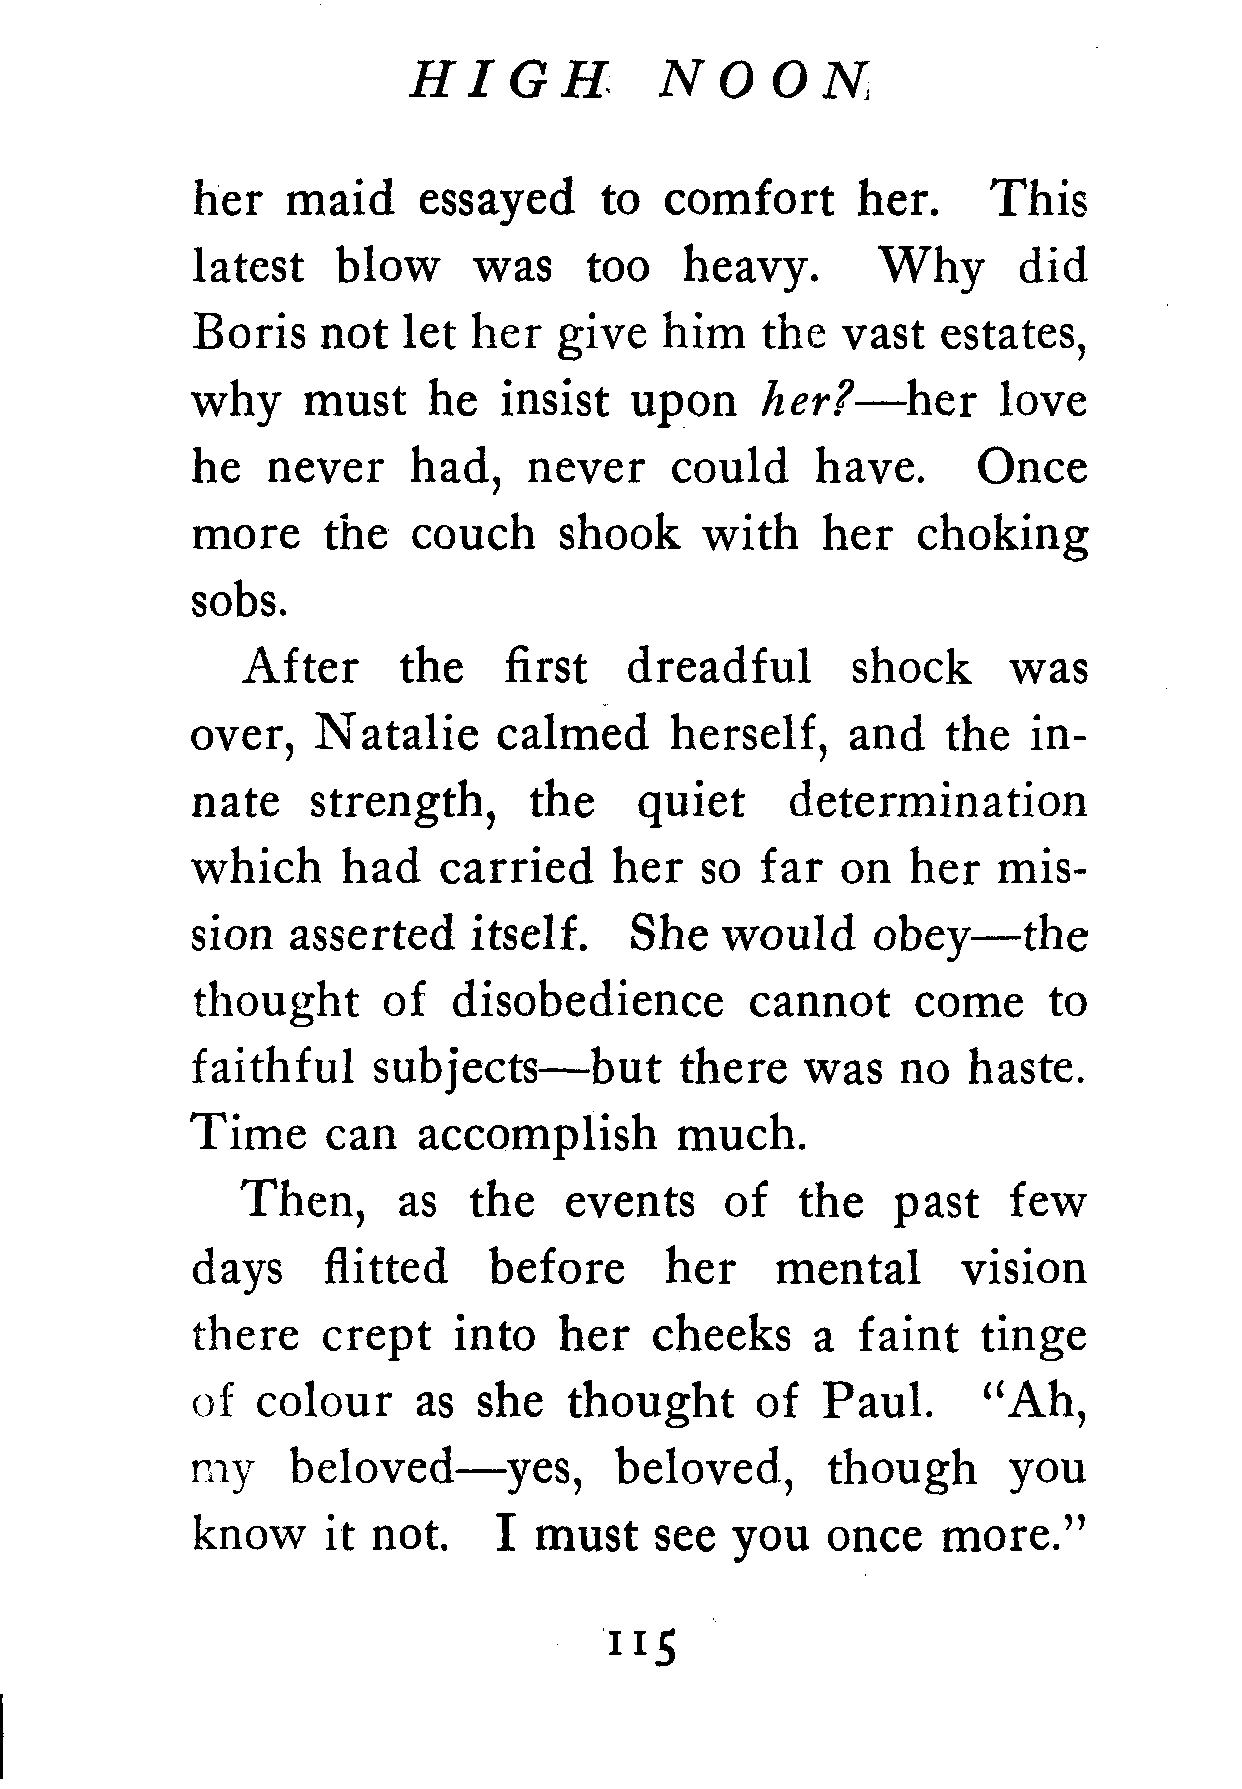 HIGH NOON
her maid essayed to comfort her. This
latest blow was too heavy. Why did
Boris not let her give him the vast estates,
why must he insist upon her?—her love
he never had, never could have. Once
more the couch shook with her choking
sobs.
After the first dreadful shock was
over, Natalie calmed herself, and the in-
nate strength, the quiet determination
which had carried her so far on her mis-
sion asserted itself. She would obey—the
thought of disobedience cannot come to
faithful subjects—but there was no haste.
Time can accomplish much.
Then, as the events of the past few
days flitted before her mental vision
there crept into her cheeks a faint tinge
of colour as she thought of Paul. “Ah,
my beloved—yes, beloved, though you
know it not. I must see you once more.”
115